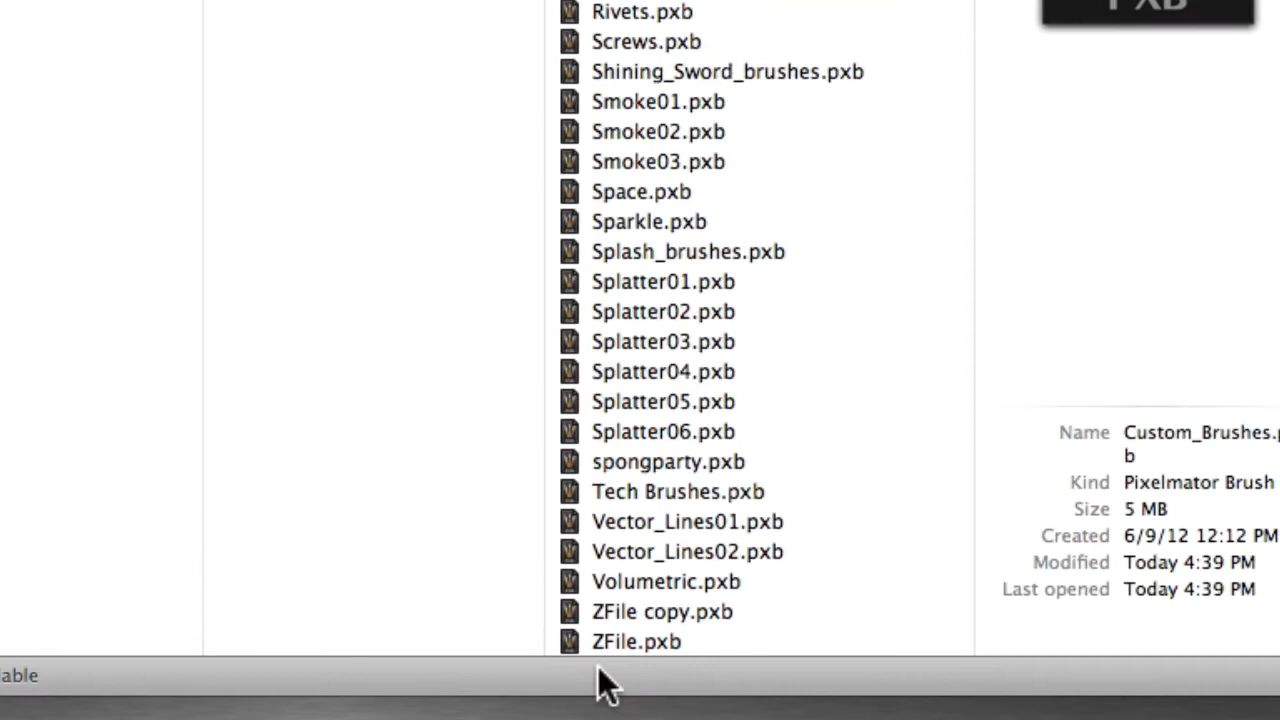 PXB
Rivets.pxb
Screws.pxb
Shining_Sword_brushes.pxb
Smoke01.pxb
Smoke02.pxb
Smoke03.pxb
Space.pxb
Sparkle.pxb
Splash_brushes.pxb
Splatter01.pxb
Splatter02.pxb
Splatter03.pxb
Splatter04.pxb
Splatter05.pxb
Splatter06.pxb
spongparty.pxb
Tech Brushes.pxb
Vector_Lines01.pxb
Vector_Lines02.pxb
Volumetric.pxb
ZFile copy.pxb
ZFile.pxb
Name Custom_Brushes.p
b
Kind Pixelmator Brush
Size 5 MB
Created 6/9/12 12:12 PM
Modified Today 4:39 PM
Last opened Today 4:39 PM
lable